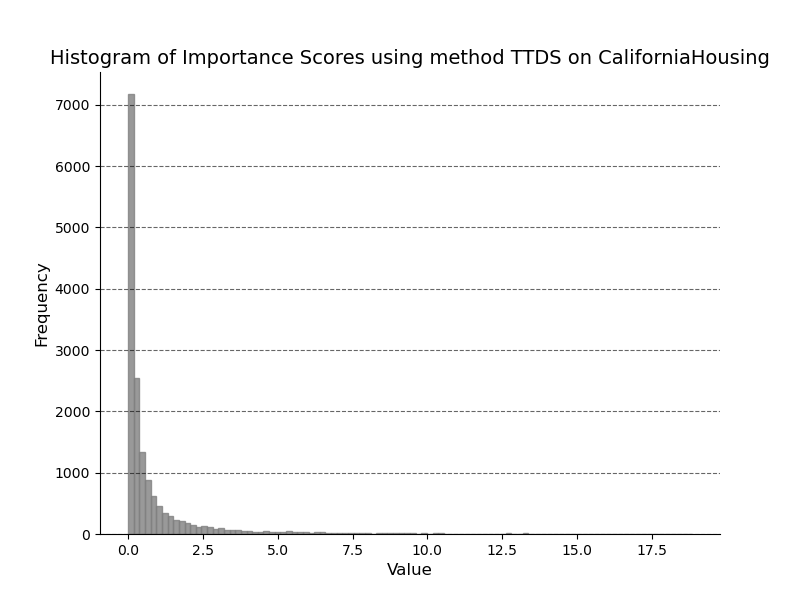 Histogram of Importance Scores using method TTDS on CaliforniaHousing
7000
6000
5000
4000
3000
2000
1000
0
Frequency
0.0 2.5 5.0 7.5 10.0 12.5 15.0 17.5
Value